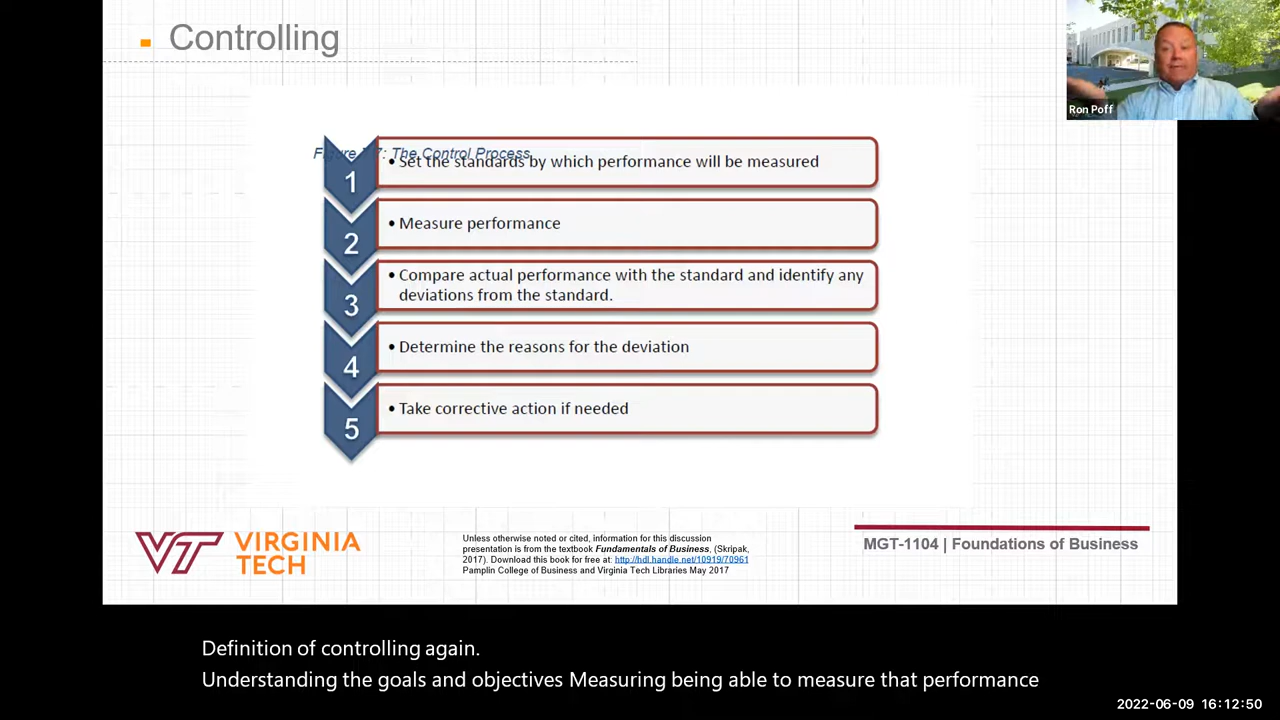 Controlling
Ron Poff
Figure 7.7: The Control Process
1
• Set the standards by which performance will be measured
2
• Measure performance
3
• Compare actual performance with the standard and identify any
deviations from the standard.
4
• Determine the reasons for the deviation
5
• Take corrective action if needed
VT VIRGINIA
TECH
Unless otherwise noted or cited, information for this discussion
presentation is from the textbook Fundamentals of Business, (Skripak,
2017). Download this book for free at: http://hdl.handle.net/10919/70961
Pamplin College of Business and Virginia Tech Libraries May 2017
MGT-1104 | Foundations of Business
Definition of controlling again.
Understanding the goals and objectives Measuring being able to measure that performance
2022-06-09 16:12:50